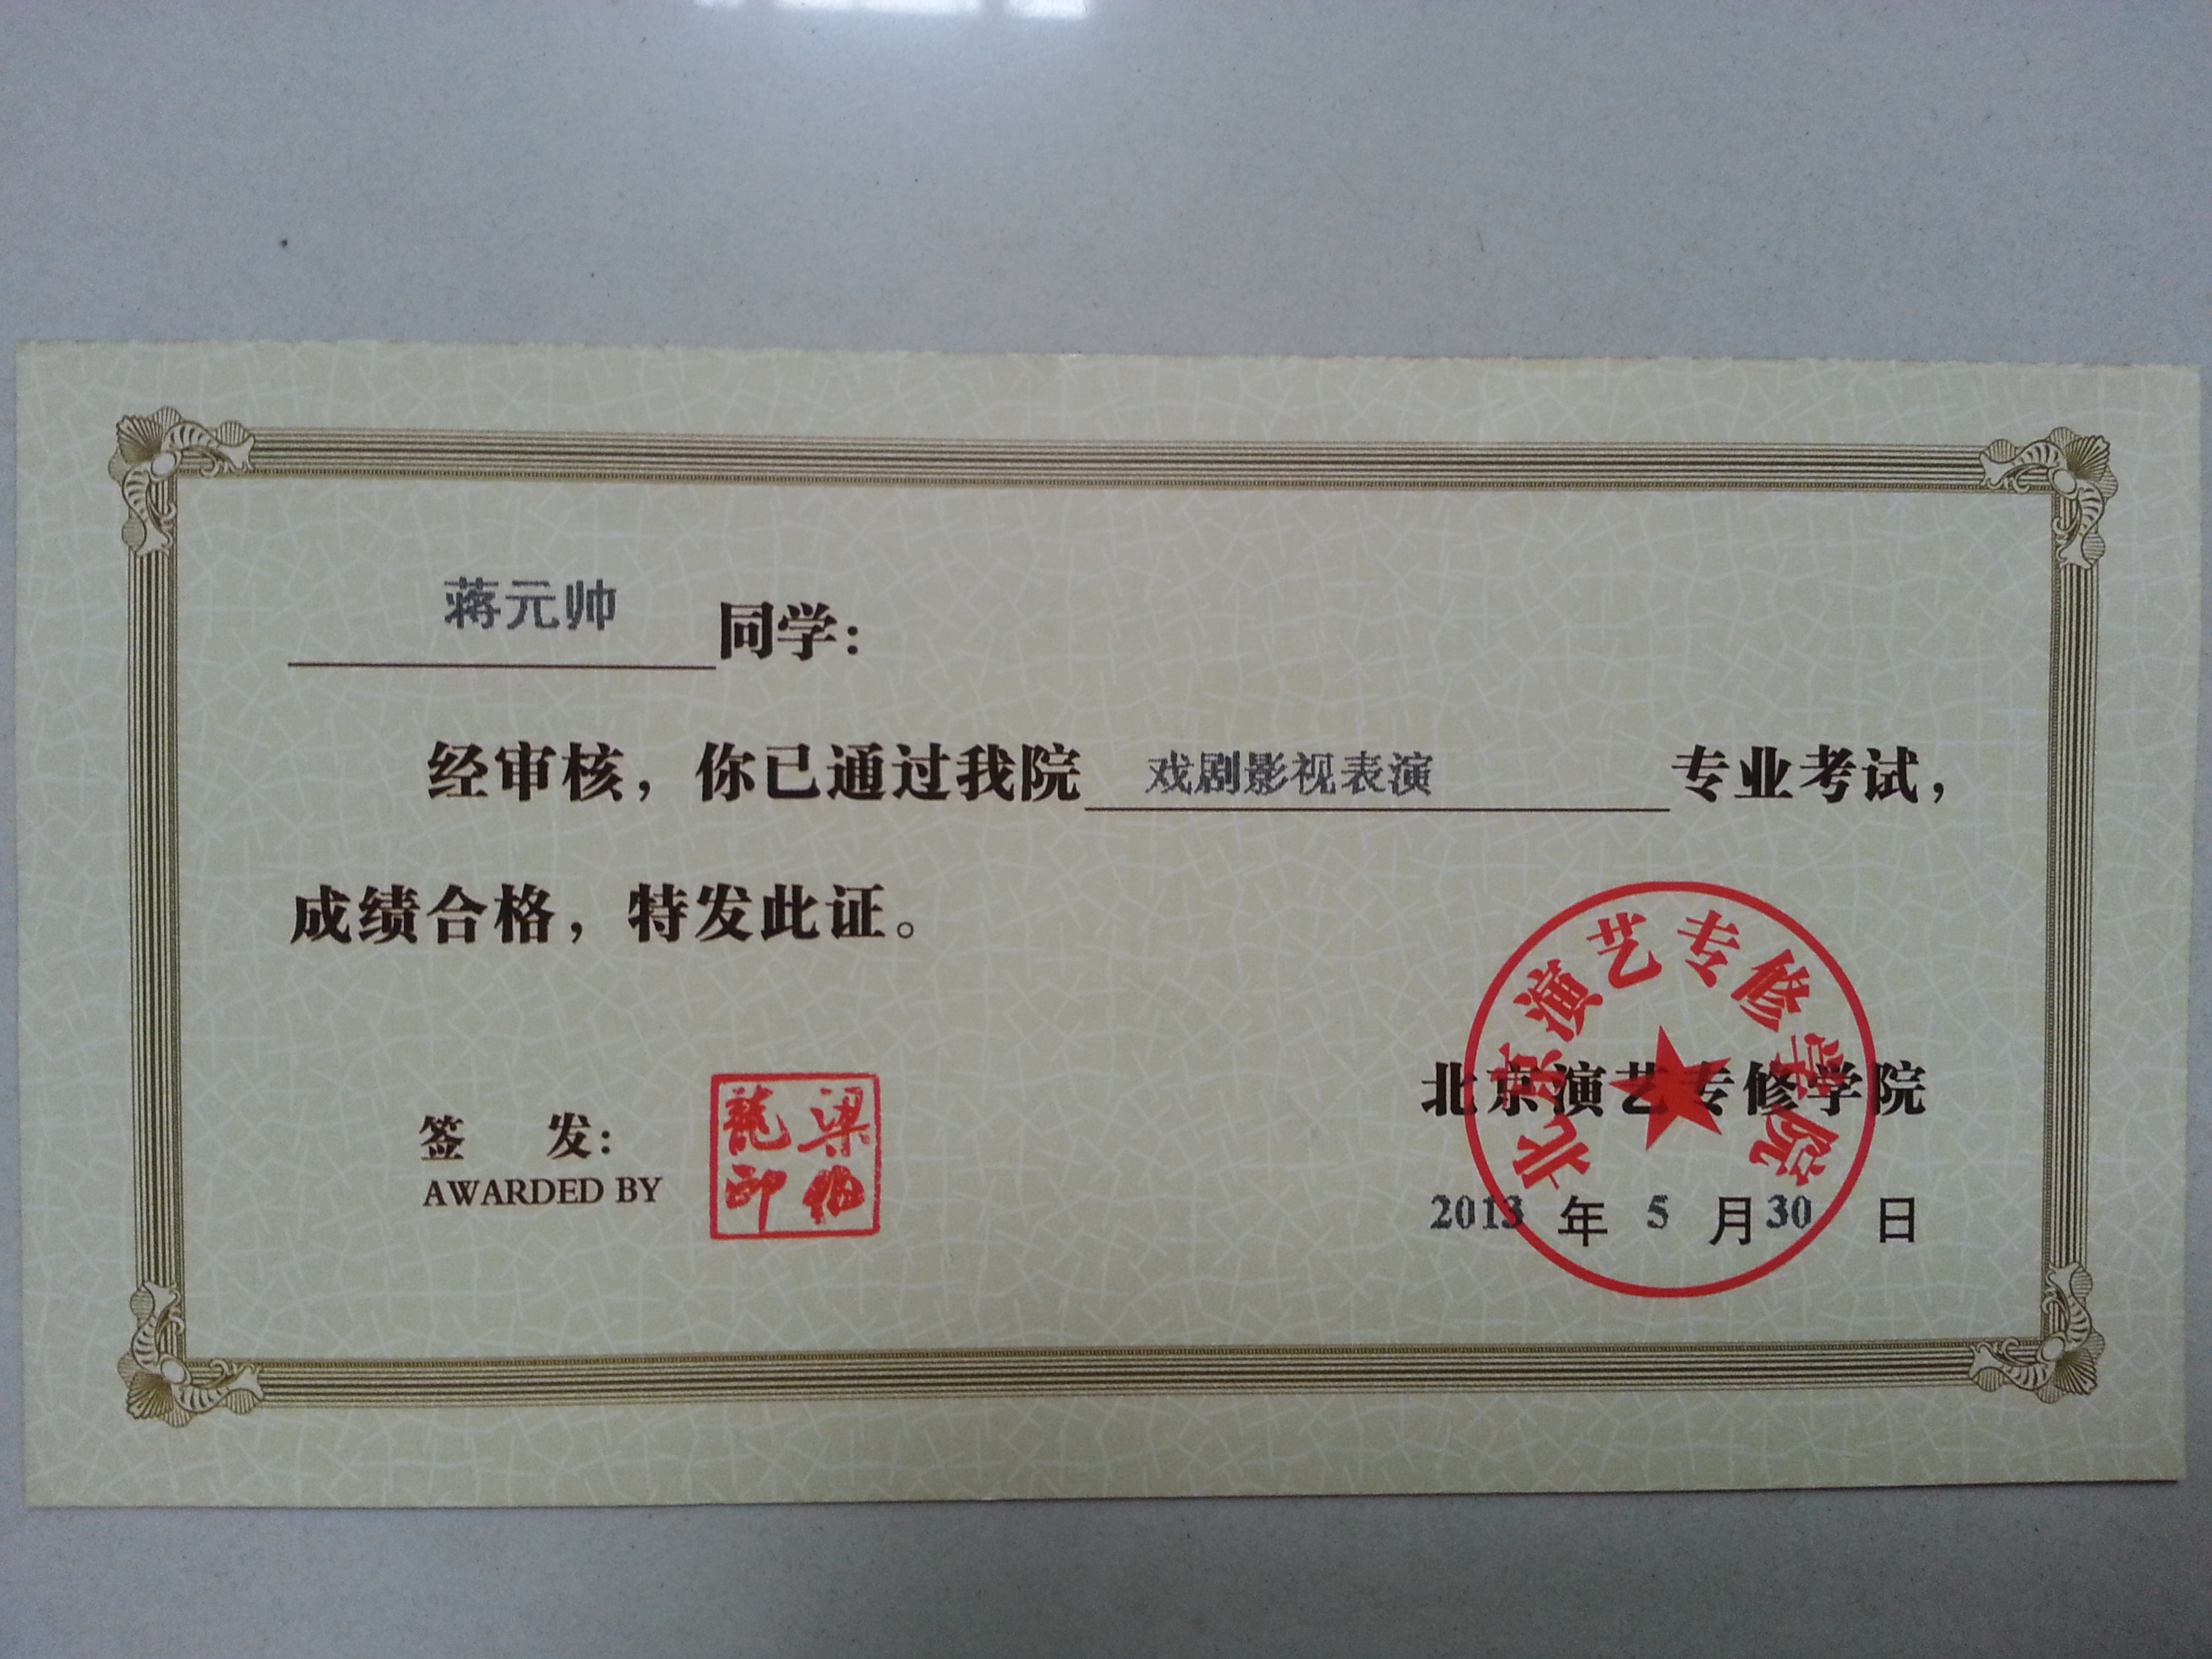 蒋元帅 同学：
经审核，你已通过我院 戏剧影视表演 专业考试，
成绩合格，特发此证。
签 发：
AWARDED BY
梁伯龍印
北京演艺专修学院
北京演艺专修学院
2013 年 5 月 30 日